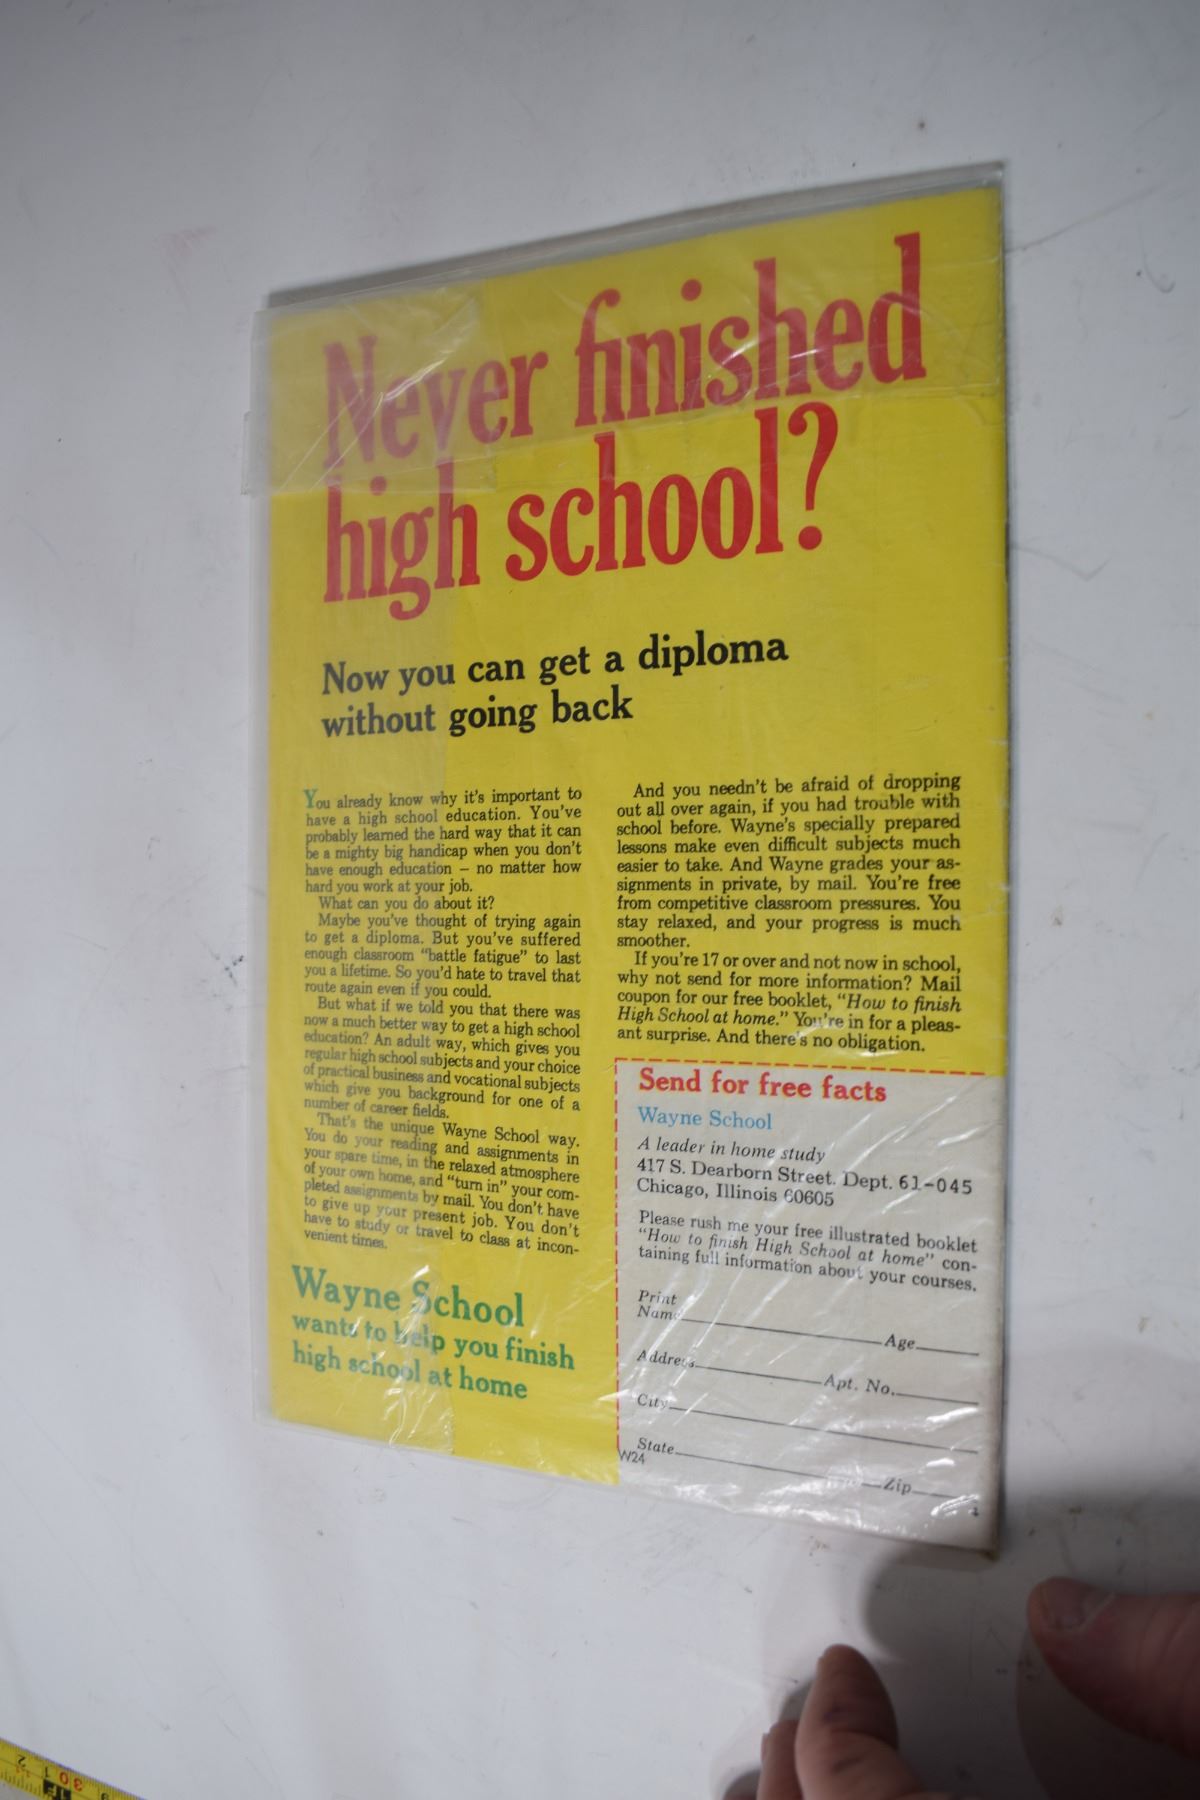 Never finished
high school?
Now you can get a diploma
without going back
You already know why it's important to
have a high school education. You've
probably learned the hard way that it can
be a mighty big handicap when you don't
have enough education – no matter how
hard you work at your job.
What can you do about it?
Maybe you've thought of trying again
to get a diploma. But you've suffered
enough classroom "battle fatigue" to last
you a lifetime. So you'd hate to travel that
route again even if you could.
But what if we told you that there was
now a much better way to get a high school
education? An adult way, which gives you
regular high school subjects and your choice
of practical business and vocational subjects
which give you background for one of a
number of career fields.
That's the unique Wayne School way.
You do your reading and assignments in
your spare time, in the relaxed atmosphere
of your own home, and "turn in" your com-
pleted assignments by mail. You don't have
to give up your present job. You don't
have to study or travel to class at incon-
venient times.
Wayne School
wants to help you finish
high school at home
And you needn't be afraid of dropping
out all over again, if you had trouble with
school before. Wayne's specially prepared
lessons make even difficult subjects much
easier to take. And Wayne grades your as-
signments in private, by mail. You're free
from competitive classroom pressures. You
stay relaxed, and your progress is much
smoother.
If you're 17 or over and not now in school,
why not send for more information? Mail
coupon for our free booklet, "How to finish
High School at home." You're in for a pleas-
ant surprise. And there's no obligation.
Send for free facts
Wayne School
A leader in home study
417 S. Dearborn Street. Dept. 61-045
Chicago, Illinois 60605
Please rush me your free illustrated booklet
"How to finish High School at home" con-
taining full information about your courses.
Print
Name Age
Address Apt. No.
City
State Zip
W24